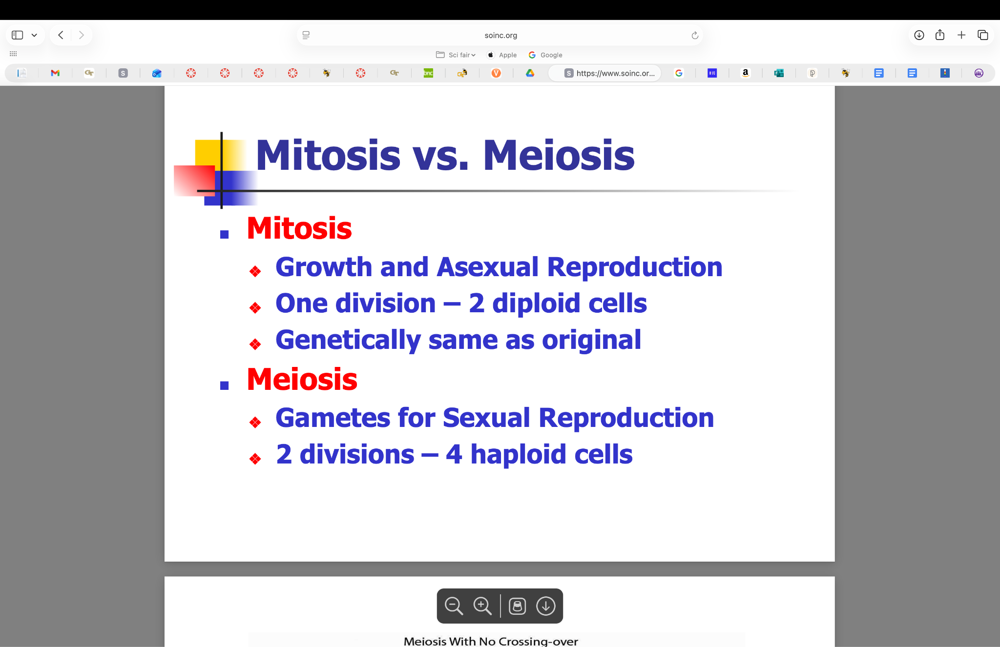 soinc.org
Sci fair
Apple
Google
https://www.soinc.or...
Mitosis vs. Meiosis
Mitosis
Growth and Asexual Reproduction
One division – 2 diploid cells
Genetically same as original
Meiosis
Gametes for Sexual Reproduction
2 divisions – 4 haploid cells
Meiosis With No Crossing-over